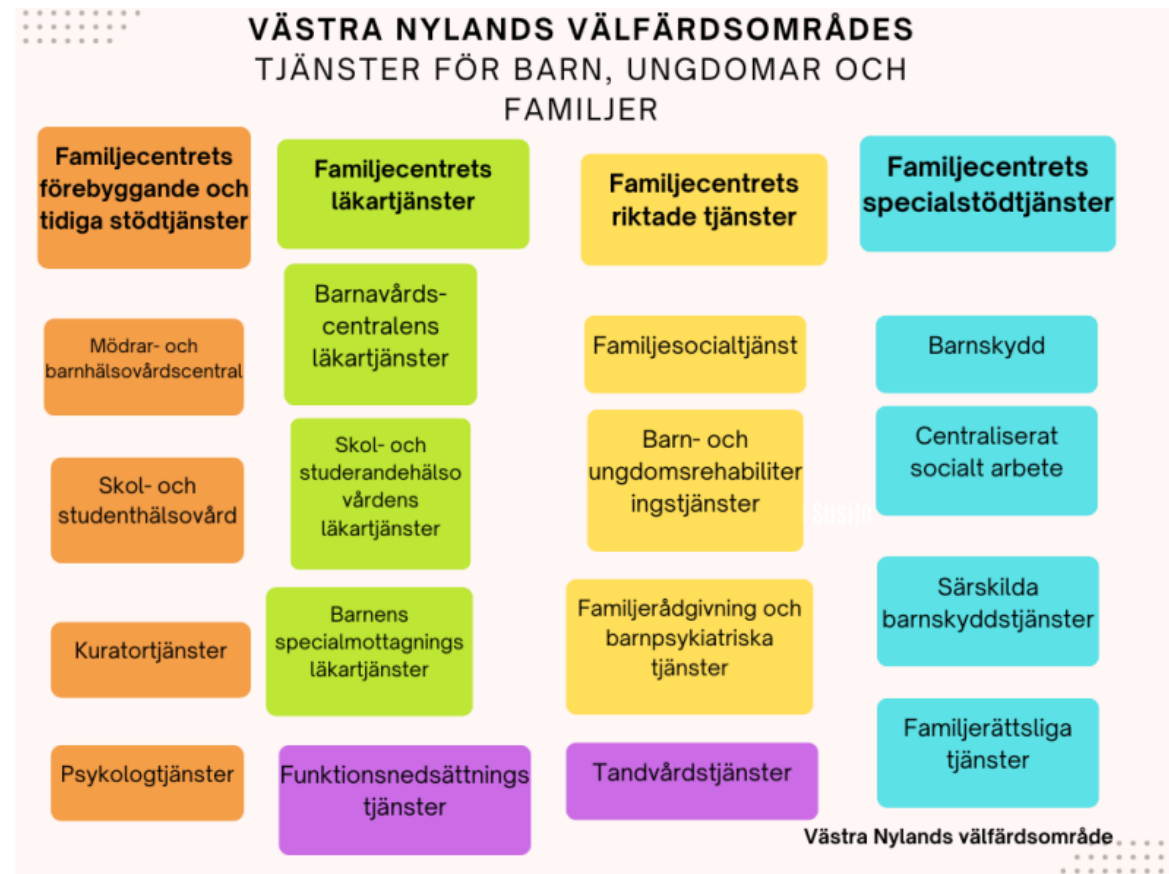 VÄSTRA NYLANDS VÄLFÄRDSOMRÅDES
TJÄNSTER FÖR BARN, UNGDOMAR OCH
FAMILJER
Familjecentrets
förebyggande och
tidiga stödtjänster
Mödrar- och
barnhälsovårdscentral
Skol- och
studenthälsovård
Kuratortjänster
Psykologtjänster
Familjecentrets
läkartjänster
Barnavårds-
centralens
läkartjänster
Skol- och
studerandehälso
vårdens
läkartjänster
Barnens
specialmottagnings
läkartjänster
Funktionsnedsättnings
tjänster
Familjecentrets
riktade tjänster
Familjesocialtjänst
Barn- och
ungdomsrehabiliter
ingstjänster
Susilo
Familjerådgivning och
barnpsykiatriska
tjänster
Tandvårdstjänster
Familjecentrets
specialstödtjänster
Barnskydd
Centraliserat
socialt arbete
Särskilda
barnskyddstjänster
Familjerättsliga
tjänster
Västra Nylands välfärdsområde